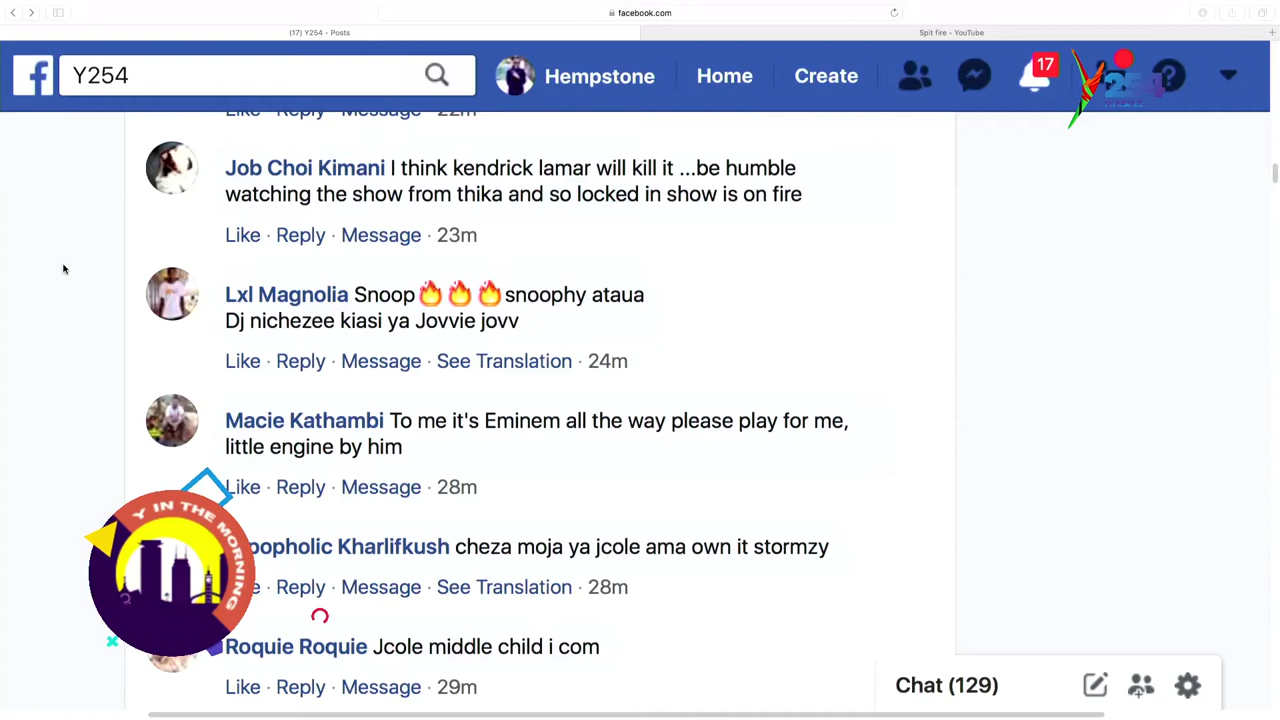 facebook.com
(17) Y254 - Posts
Spit fire - YouTube
Y254
Hempstone
Home
Create
17
Like · Reply · Message · 22m
Job Choi Kimani I think kendrick lamar will kill it ...be humble
watching the show from thika and so locked in show is on fire
Like · Reply · Message · 23m
Lxl Magnolia Snoop🔥🔥🔥snoophy ataua
Dj nichezee kiasi ya Jovvie jovv
Like · Reply · Message · See Translation · 24m
Macie Kathambi To me it's Eminem all the way please play for me,
little engine by him
Like · Reply · Message · 28m
Y IN THE MORNING
Kharlifkush cheza moja ya jcole ama own it stormzy
Reply · Message · See Translation · 28m
Roquie Roquie Jcole middle child i com
Like · Reply · Message · 29m
Chat (129)